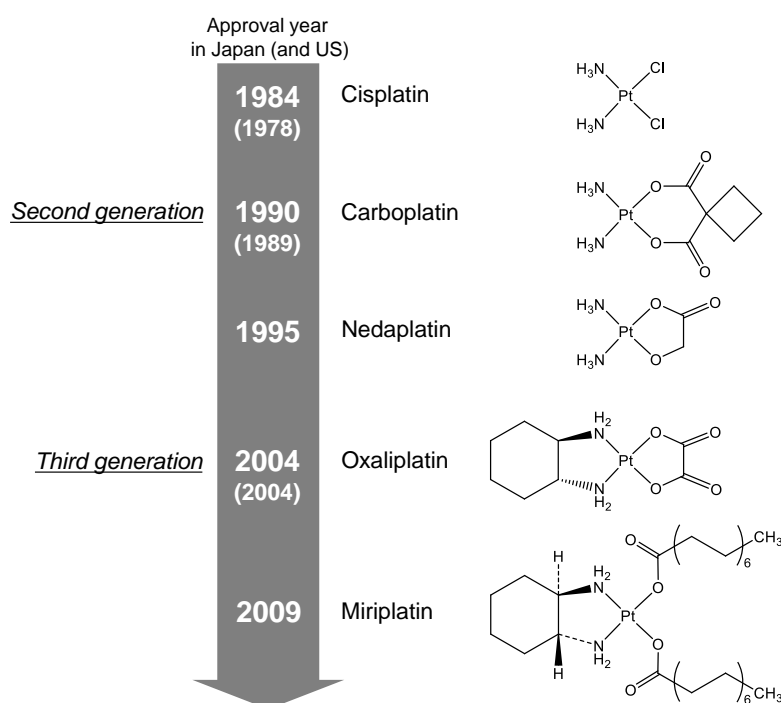 Approval year
in Japan (and US)
1984
(1978)
Cisplatin
H3N
Cl
Pt
H3N
Cl
Second generation
1990
(1989)
Carboplatin
O
H3N
O
Pt
H3N
O
O
1995
Nedaplatin
O
H3N
O
Pt
H3N
O
Third generation
2004
(2004)
Oxaliplatin
H2
N
O
O
Pt
N
H2
O
O
2009
Miriplatin
H
O
CH3
6
H2
N
O
Pt
N
H2
O
H
O
CH3
6